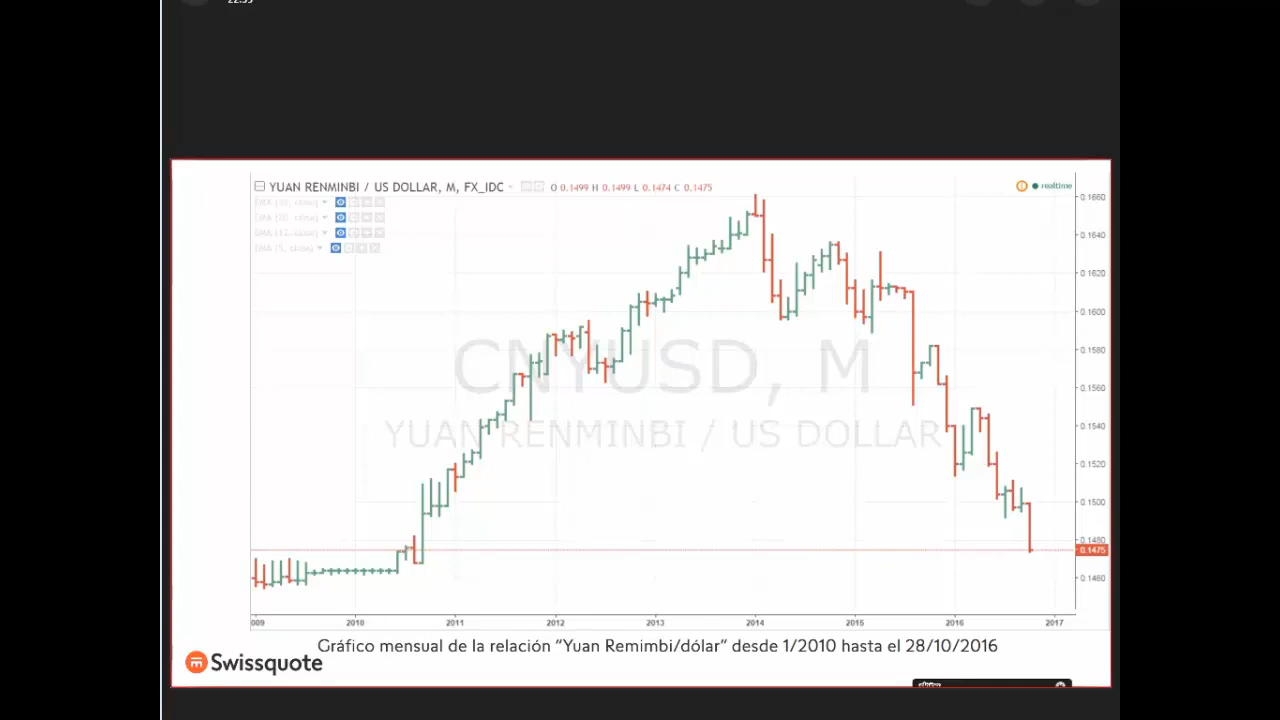 YUAN RENMINBI / US DOLLAR, M, FX_IDC O 0.1499 H 0.1499 L 0.1474 C 0.1475
realtime
CNYUSD, M
YUAN RENMINBI / US DOLLAR
0.1660
0.1640
0.1620
0.1600
0.1580
0.1560
0.1540
0.1520
0.1500
0.1480
0.1475
0.1460
009 2010 2011 2012 2013 2014 2015 2016 2017
Gráfico mensual de la relación “Yuan Remimbi/dólar” desde 1/2010 hasta el 28/10/2016
Swissquote